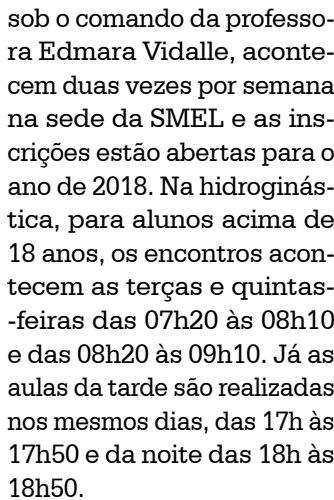 sob o comando da professo-
ra Edmara Vidalle, aconte-
cem duas vezes por semana
na sede da SMEL e as ins-
crições estão abertas para o
ano de 2018. Na hidroginás-
tica, para alunos acima de
18 anos, os encontros acon-
tecem as terças e quintas-
-feiras das 07h20 às 08h10
e das 08h20 às 09h10. Já as
aulas da tarde são realizadas
nos mesmos dias, das 17h às
17h50 e da noite das 18h às
18h50.